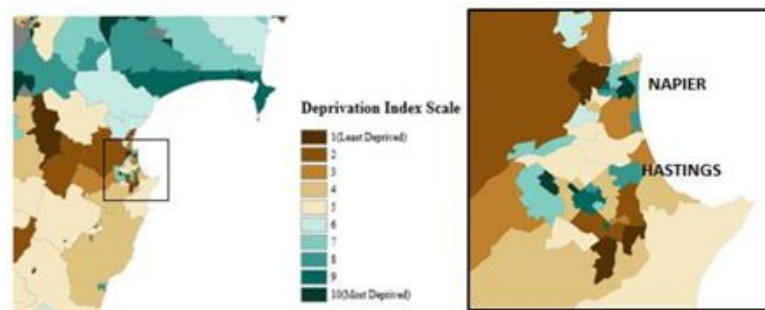 Deprivation Index Scale
1(Least Deprived)
2
3
4
5
6
7
8
9
10(Most Deprived)
NAPIER
HASTINGS